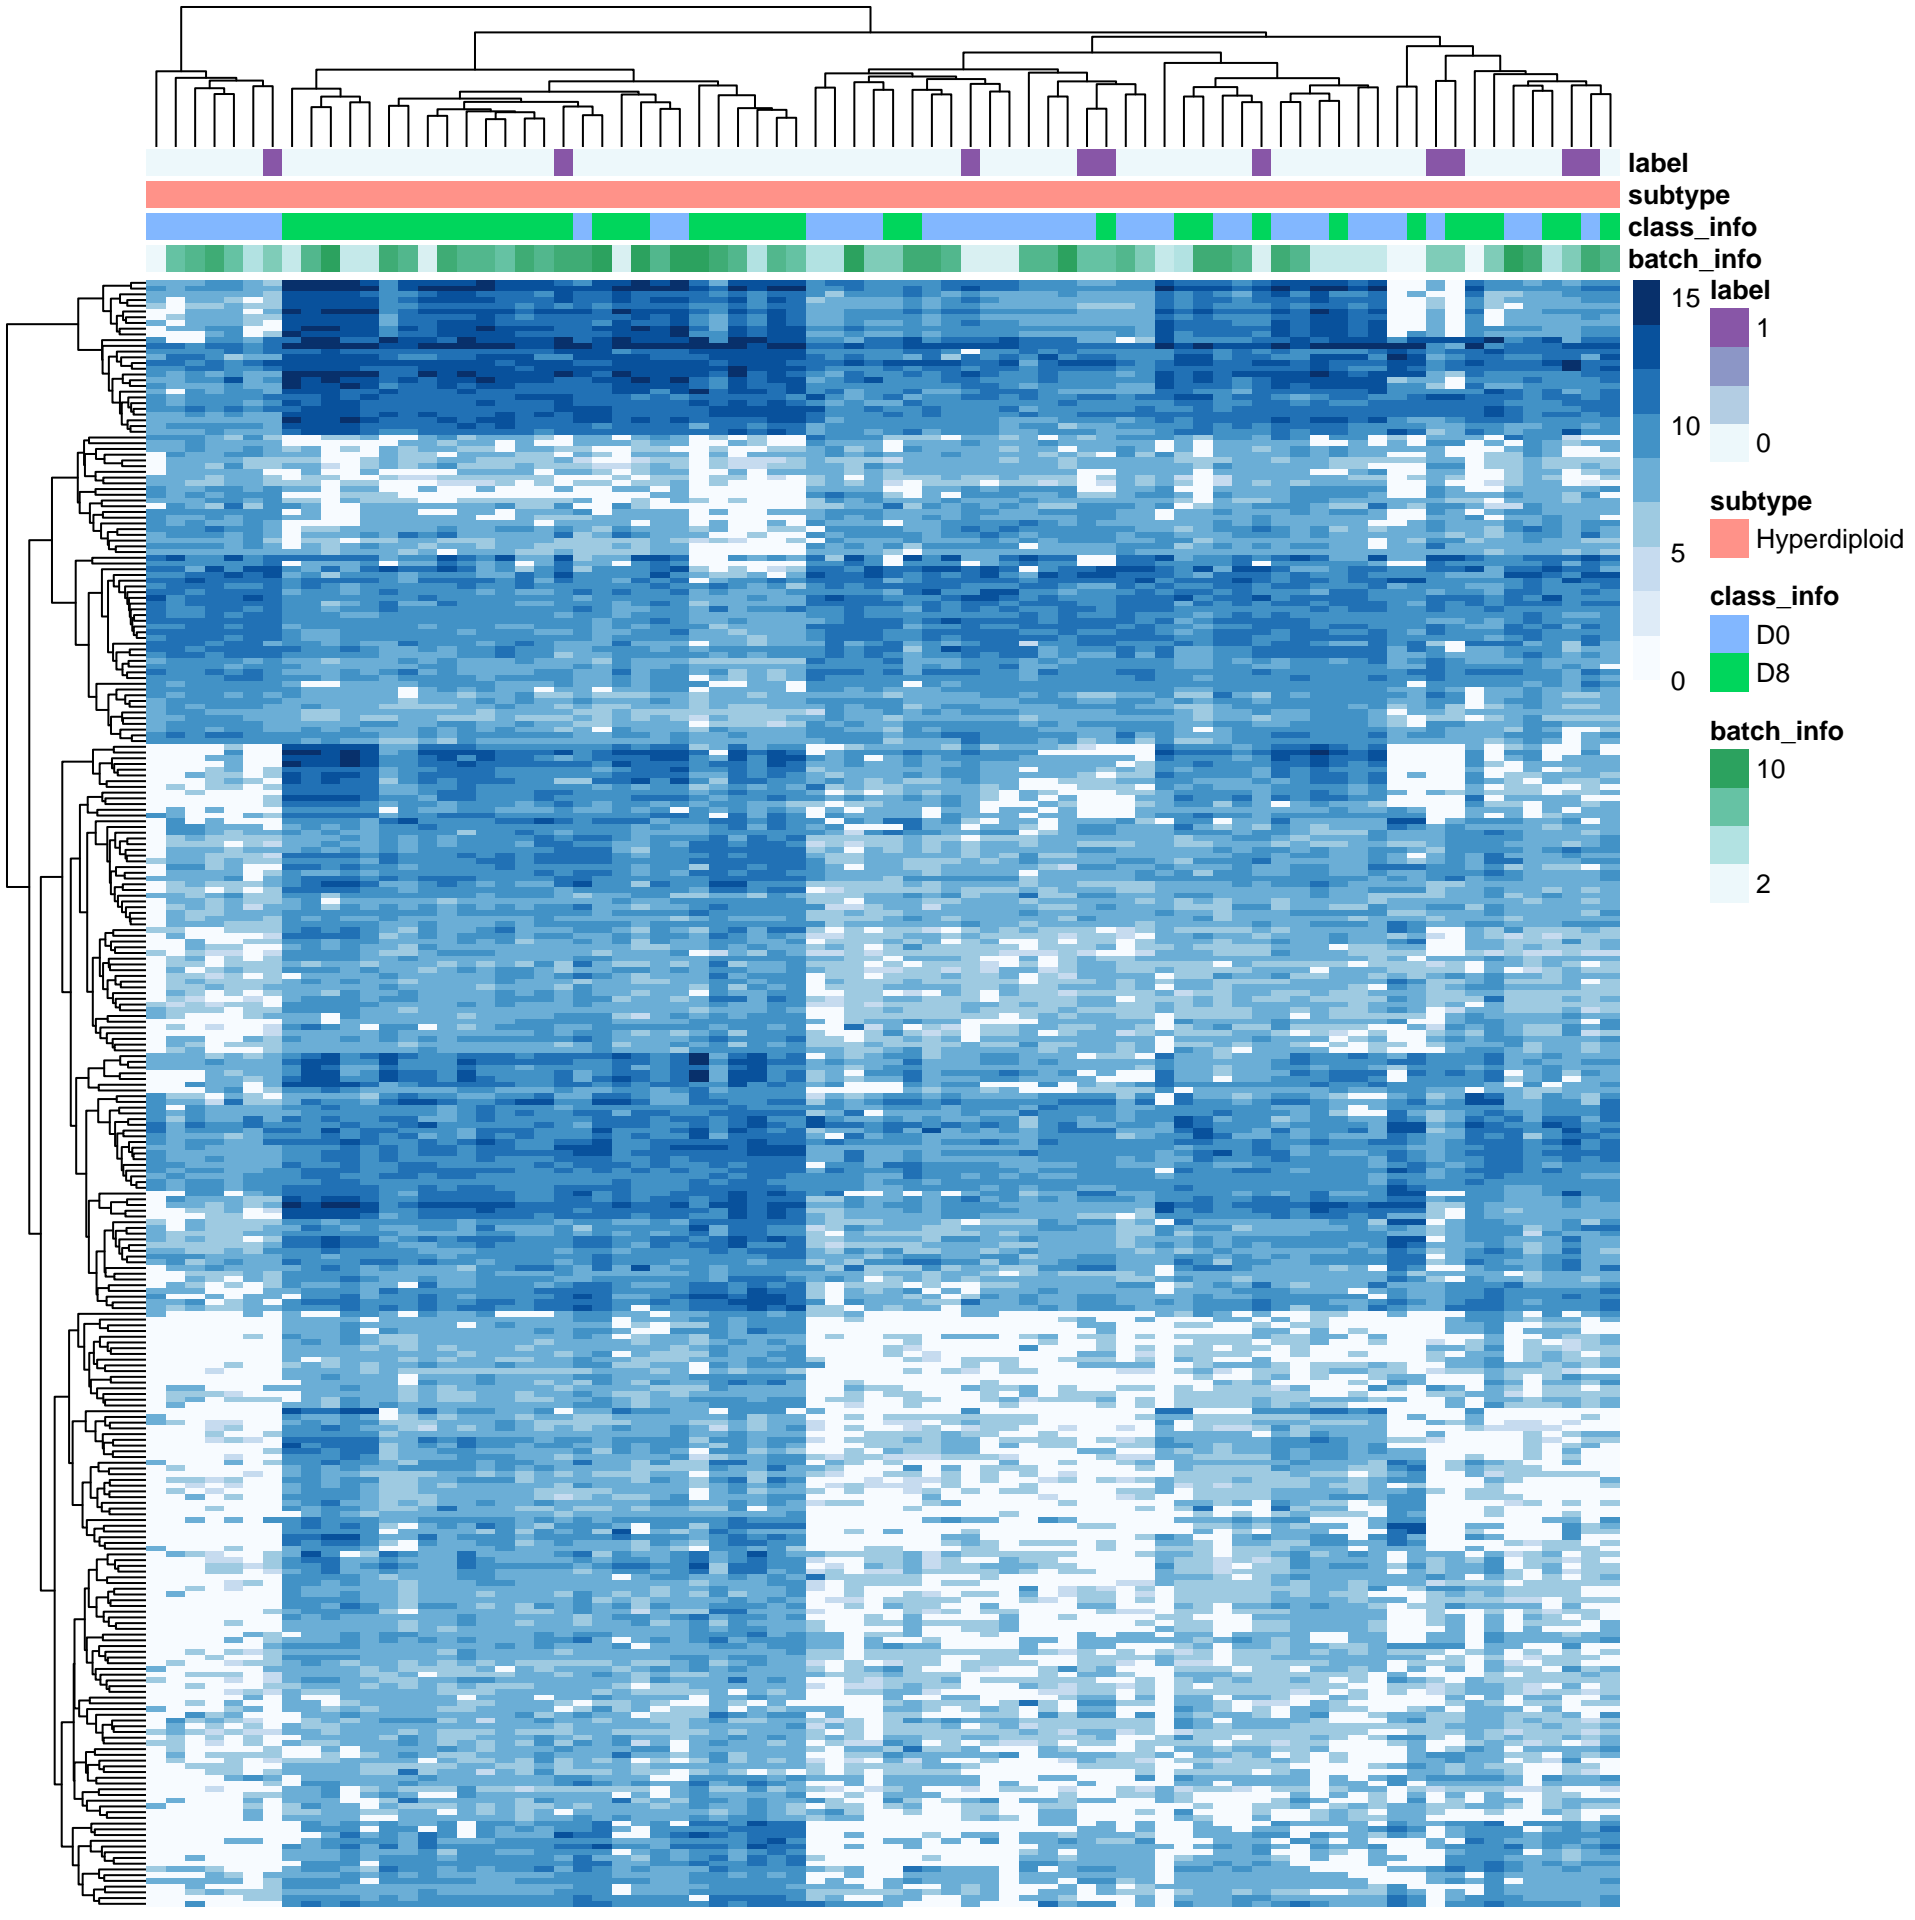 label
subtype
class_info
batch_info
15
10
5
0
label
1
0
subtype
Hyperdiploid
class_info
D0
D8
batch_info
10
2